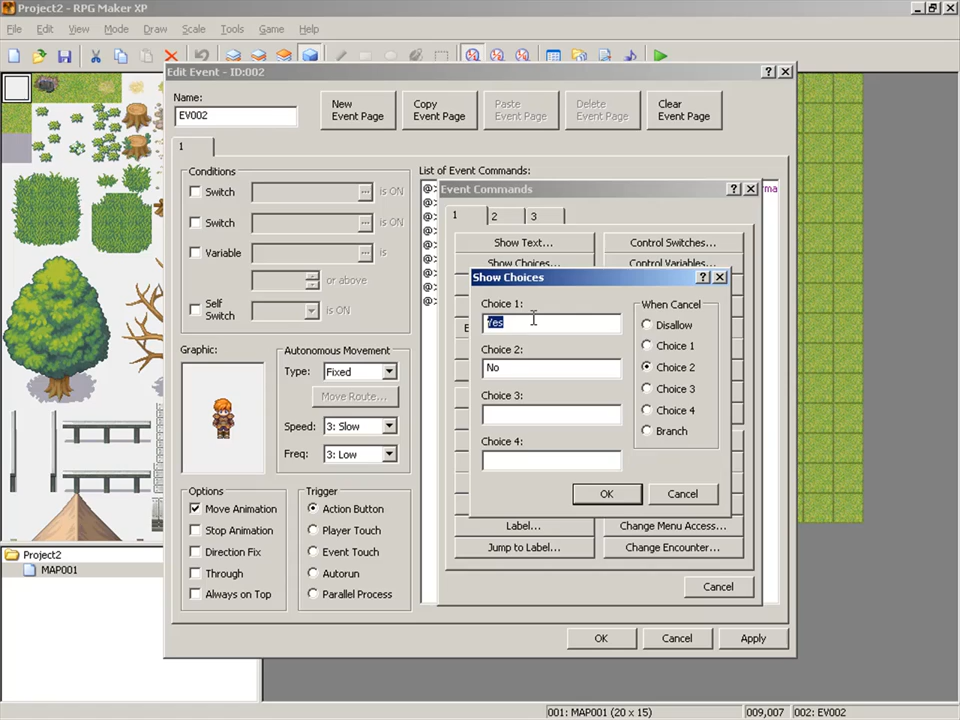 Project2 - RPG Maker XP
File Edit View Mode Draw Scale Tools Game Help
Edit Event - ID:002
Name:
EV002
New Event Page
Copy Event Page
Paste Event Page
Delete Event Page
Clear Event Page
1
Conditions
Switch ... is ON
Switch ... is ON
Variable ... is
or above
Self Switch is ON
Graphic:
Autonomous Movement
Type: Fixed
Move Route...
Speed: 3: Slow
Freq: 3: Low
Options
Move Animation
Stop Animation
Direction Fix
Through
Always on Top
Trigger
Action Button
Player Touch
Event Touch
Autorun
Parallel Process
List of Event Commands:
@>
@>
@>
@>
@>
@>
@>
@>
@>
Event Commands
1 2 3
Show Text... Control Switches...
Show Choices... Control Variables...
Show Choices
Choice 1:
Yes
Choice 2:
No
Choice 3:
Choice 4:
When Cancel
Disallow
Choice 1
Choice 2
Choice 3
Choice 4
Branch
OK Cancel
Label... Change Menu Access...
Jump to Label... Change Encounter...
Cancel
OK Cancel Apply
Project2
MAP001
001: MAP001 (20 x 15) 009,007 002: EV002